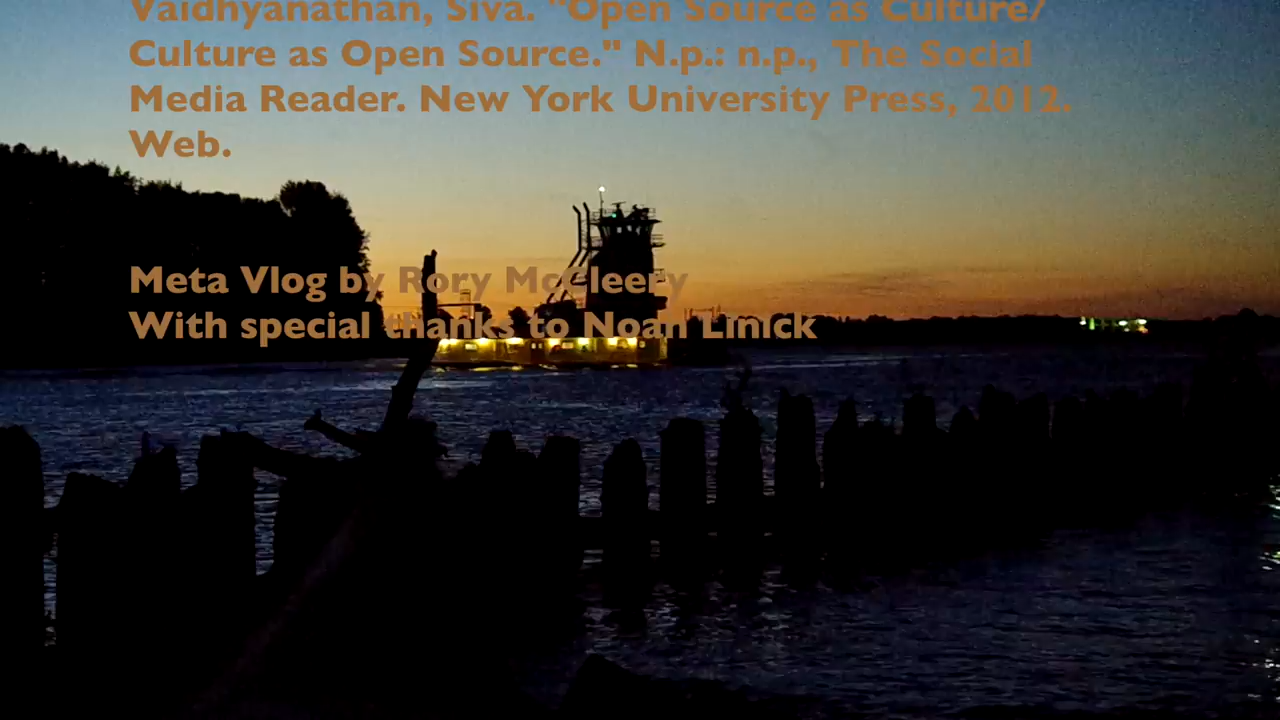 Vaidhyanathan, Siva. "Open Source as Culture/
Culture as Open Source." N.p.: n.p., The Social
Media Reader. New York University Press, 2012.
Web.
Meta Vlog by Rory McCleery
With special thanks to Noah Linick